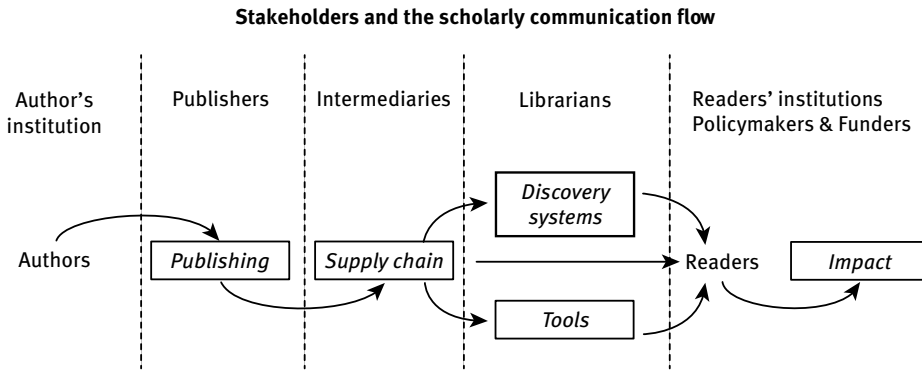 Stakeholders and the scholarly communication flow
Author's
institution
Publishers
Intermediaries
Librarians
Readers' institutions
Policymakers & Funders
Discovery
systems
Authors
Publishing
Supply chain
Readers
Impact
Tools